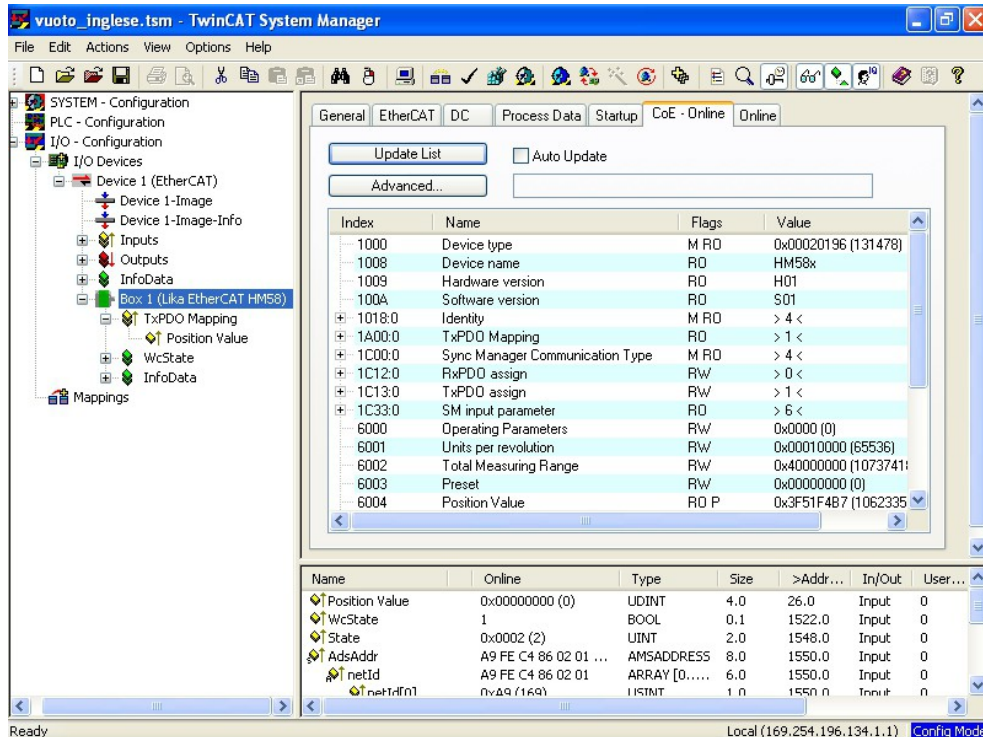 vuoto_inglese.tsm - TwinCAT System Manager
File Edit Actions View Options Help
SYSTEM - Configuration
PLC - Configuration
I/O - Configuration
I/O Devices
Device 1 (EtherCAT)
Device 1-Image
Device 1-Image-Info
Inputs
Outputs
InfoData
Box 1 (Lika EtherCAT HM58)
TxPDO Mapping
Position Value
WcState
InfoData
Mappings
General EtherCAT DC Process Data Startup CoE - Online Online
Update List Auto Update
Advanced...
Index Name Flags Value
1000 Device type M RO 0x00020196 (131478)
1008 Device name RO HM58x
1009 Hardware version RO H01
100A Software version RO S01
1018:0 Identity M RO > 4 <
1A00:0 TxPDO Mapping RO > 1 <
1C00:0 Sync Manager Communication Type M RO > 4 <
1C12:0 RxPDO assign RW > 0 <
1C13:0 TxPDO assign RW > 1 <
1C33:0 SM input parameter RO > 6 <
6000 Operating Parameters RW 0x0000 (0)
6001 Units per revolution RW 0x00010000 (65536)
6002 Total Measuring Range RW 0x40000000 (1073741
6003 Preset RW 0x00000000 (0)
6004 Position Value RO P 0x3F51F4B7 (1062335
Name Online Type Size >Addr... In/Out User...
Position Value 0x00000000 (0) UDINT 4.0 26.0 Input 0
WcState 1 BOOL 0.1 1522.0 Input 0
State 0x0002 (2) UINT 2.0 1548.0 Input 0
AdsAddr A9 FE C4 86 02 01 ... AMSADDRESS 8.0 1550.0 Input 0
netId A9 FE C4 86 02 01 ARRAY [0..... 6.0 1550.0 Input 0
netId[0] 0xA9 (169) USINT 1.0 1550.0 Input 0
Ready Local (169.254.196.134.1.1) Config Mode